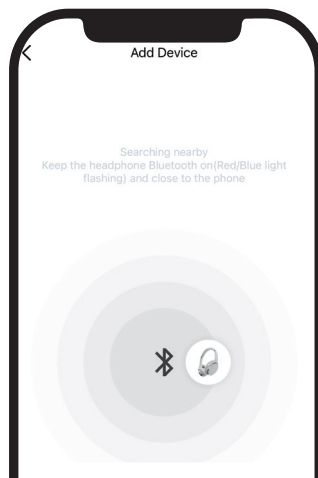 Add Device
Searching nearby
Keep the headphone Bluetooth on(Red/Blue light
flashing) and close to the phone